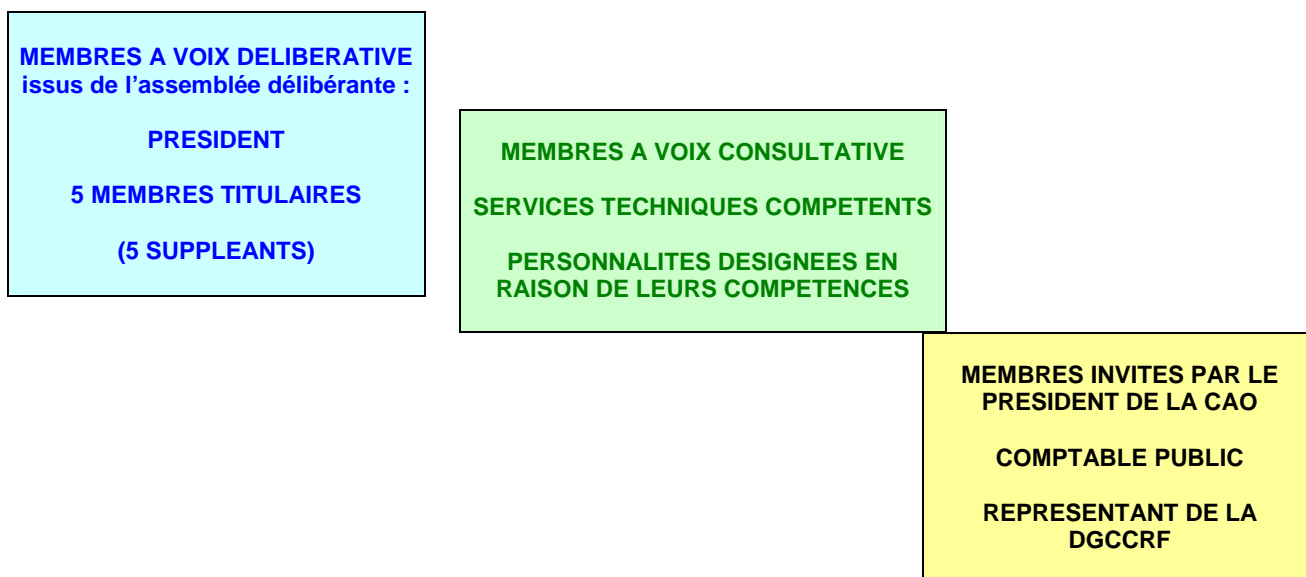 MEMBRES A VOIX DELIBERATIVE
issus de l'assemblée délibérante :
PRESIDENT
5 MEMBRES TITULAIRES
(5 SUPPLEANTS)
MEMBRES A VOIX CONSULTATIVE
SERVICES TECHNIQUES COMPETENTS
PERSONNALITES DESIGNEES EN
RAISON DE LEURS COMPETENCES
MEMBRES INVITES PAR LE
PRESIDENT DE LA CAO
COMPTABLE PUBLIC
REPRESENTANT DE LA
DGCCRF